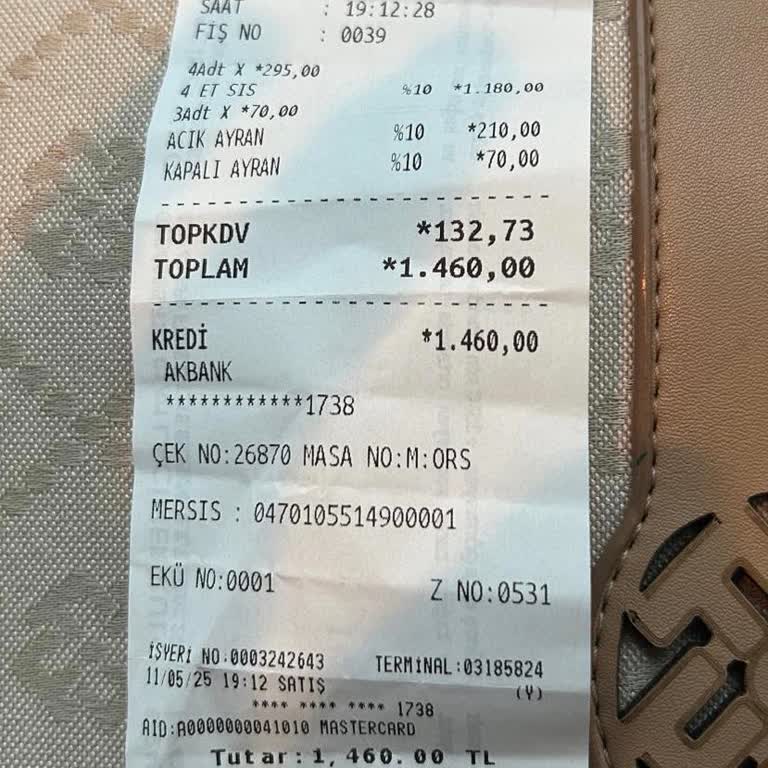 SAAT : 19:12:28
FİŞ NO : 0039
4Adt X *295,00
4 ET SIS %10 *1.180,00
3Adt X *70,00
ACIK AYRAN %10 *210,00
KAPALI AYRAN %10 *70,00
TOPKDV *132,73
TOPLAM *1.460,00
KREDİ *1.460,00
AKBANK
************1738
ÇEK NO:26870 MASA NO:M:ORS
MERSIS : 0470105514900001
EKÜ NO:0001 Z NO:0531
İŞYERİ NO:0003242643 TERMİNAL:03185824
11/05/25 19:12 SATIŞ (Y)
**** **** **** 1738
AID:A0000000041010 MASTERCARD
Tutar:1,460.00 TL